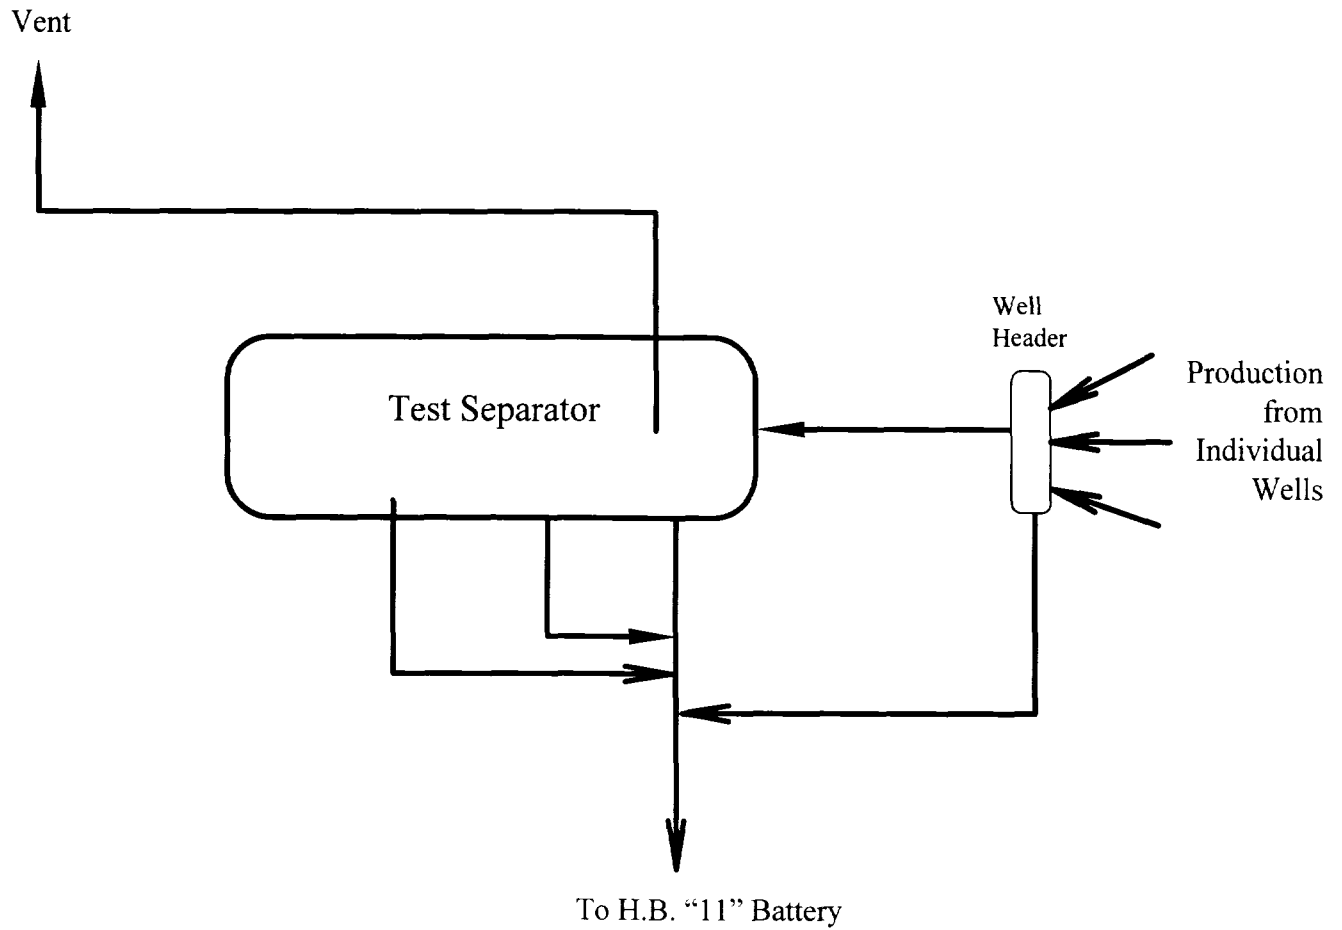 Vent
Well
Header
Production
from
Individual
Wells
Test Separator
To H.B. “11” Battery